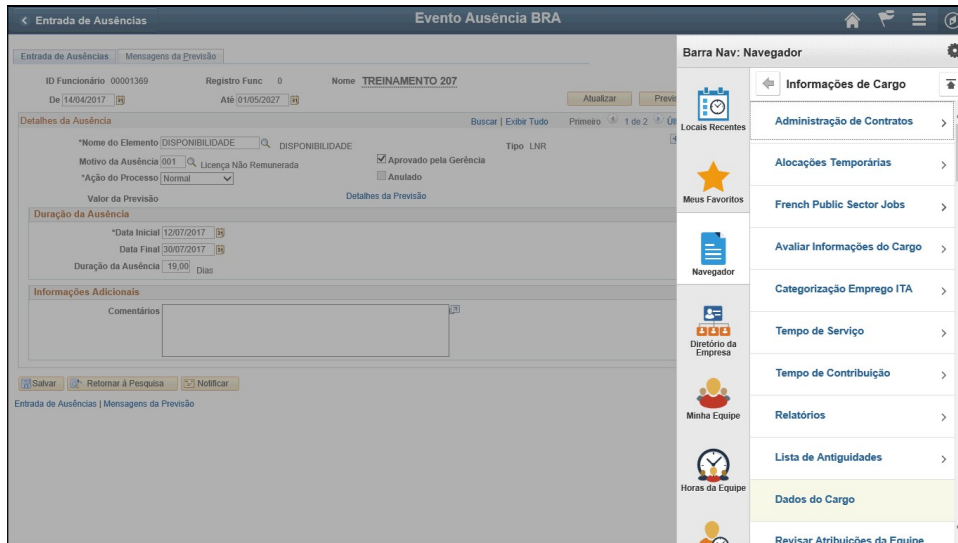 Entrada de Ausências
Evento Ausência BRA
Entrada de Ausências Mensagens da Previsão
ID Funcionário 00001369 Registro Func 0 Nome TREINAMENTO 207
De 14/04/2017 Até 01/05/2027 Atualizar
Detalhes da Ausência Buscar | Exibir Tudo Primeiro 1 de 2
*Nome do Elemento DISPONIBILIDADE DISPONIBILIDADE Tipo LNR
Motivo da Ausência 001 Licença Não Remunerada Aprovado pela Gerência
*Ação do Processo Normal Anulado
Valor da Previsão Detalhes da Previsão
Duração da Ausência
*Data Inicial 12/07/2017
Data Final 30/07/2017
Duração da Ausência 19,00 Dias
Informações Adicionais
Comentários
Salvar Retornar à Pesquisa Notificar
Entrada de Ausências | Mensagens da Previsão
Barra Nav: Navegador
Locais Recentes
Meus Favoritos
Navegador
Diretório da
Empresa
Minha Equipe
Horas da Equipe
Informações de Cargo
Administração de Contratos
Alocações Temporárias
French Public Sector Jobs
Avaliar Informações do Cargo
Categorização Emprego ITA
Tempo de Serviço
Tempo de Contribuição
Relatórios
Lista de Antiguidades
Dados do Cargo
Revisar Atribuições da Equipe